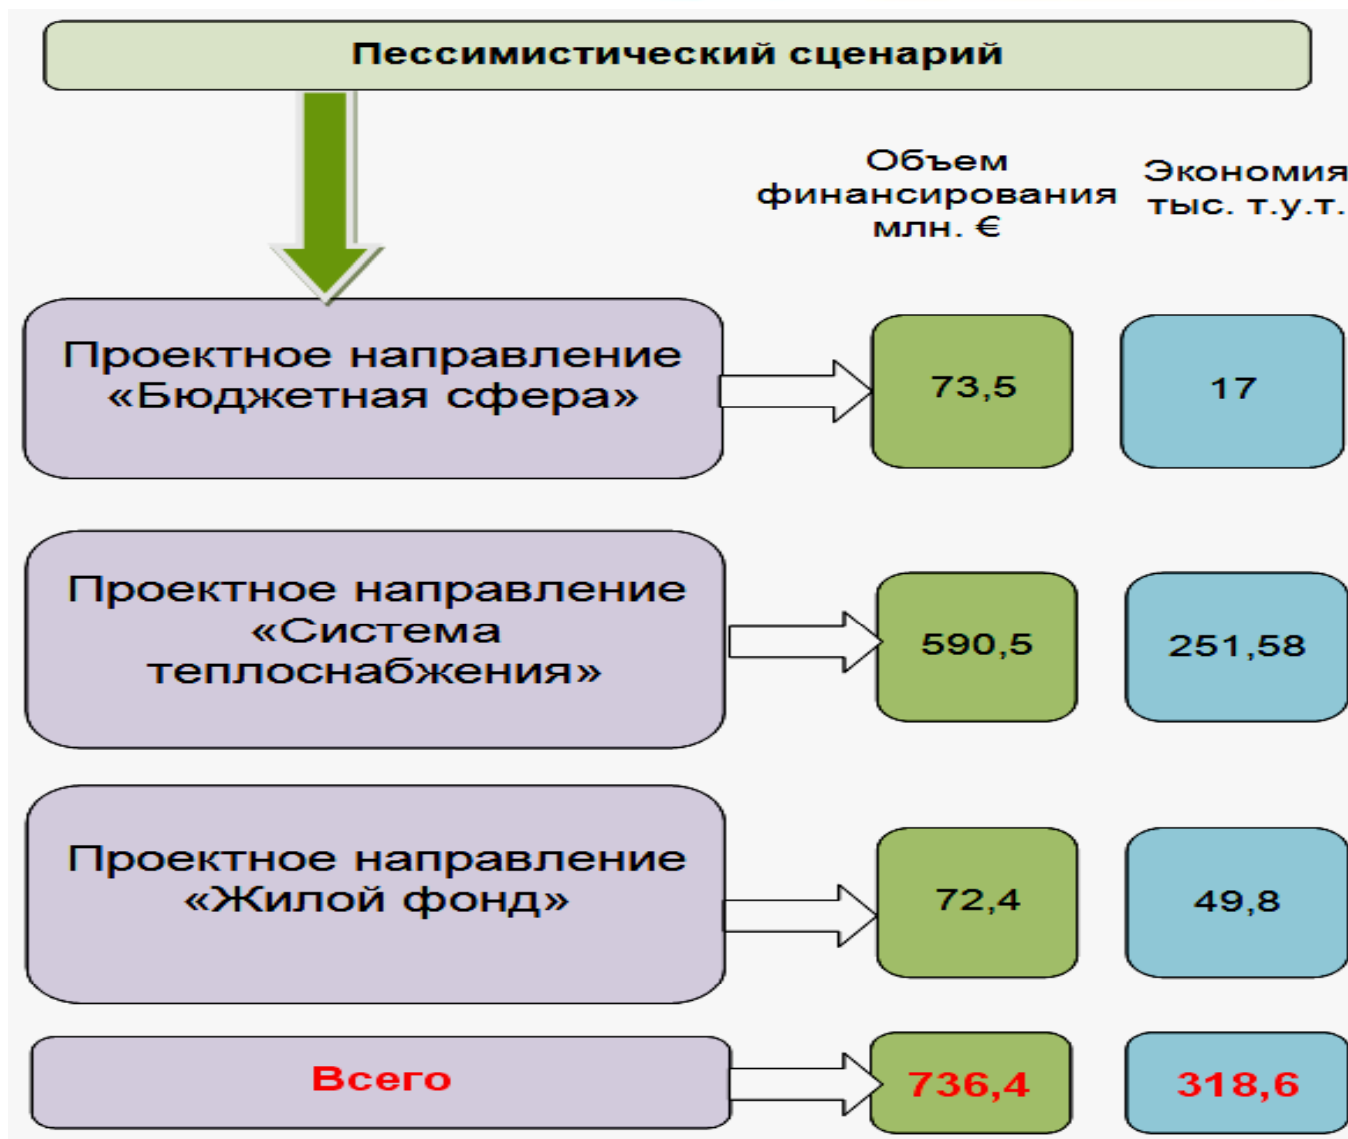 Пессимистический сценарий
Объем
финансирования
млн. €
Экономия
тыс. т.у.т.
Проектное направление
«Бюджетная сфера»
73,5
17
Проектное направление
«Система
теплоснабжения»
590,5
251,58
Проектное направление
«Жилой фонд»
72,4
49,8
Всего
736,4
318,6